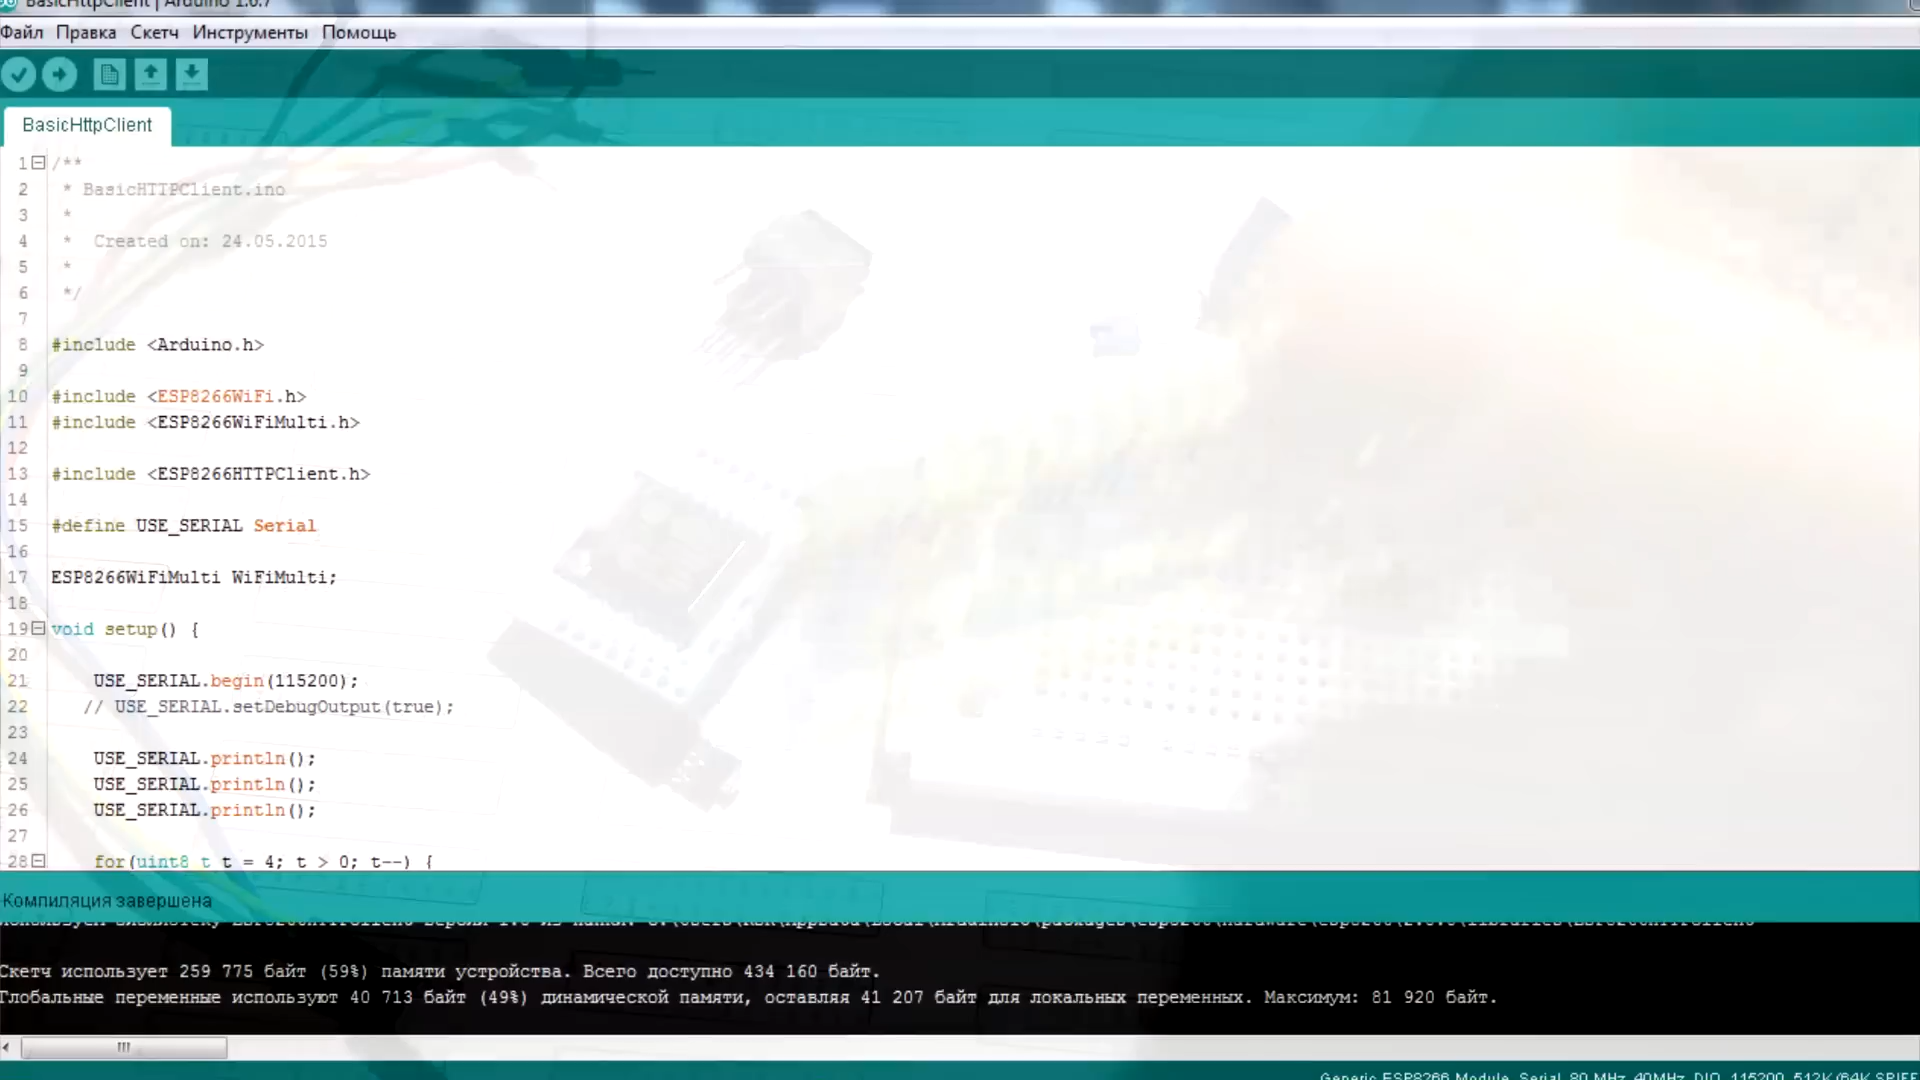 BasicHttpClient | Arduino 1.6.7
Файл Правка Скетч Инструменты Помощь
BasicHttpClient
1 /**
2 * BasicHTTPClient.ino
3 *
4 * Created on: 24.05.2015
5 *
6 */
7
8 #include <Arduino.h>
9
10 #include <ESP8266WiFi.h>
11 #include <ESP8266WiFiMulti.h>
12
13 #include <ESP8266HTTPClient.h>
14
15 #define USE_SERIAL Serial
16
17 ESP8266WiFiMulti WiFiMulti;
18
19 void setup() {
20
21 USE_SERIAL.begin(115200);
22 // USE_SERIAL.setDebugOutput(true);
23
24 USE_SERIAL.println();
25 USE_SERIAL.println();
26 USE_SERIAL.println();
27
28 for(uint8_t t = 4; t > 0; t--) {
Компиляция завершена
Скетч использует 259 775 байт (59%) памяти устройства. Всего доступно 434 160 байт.
Глобальные переменные используют 40 713 байт (49%) динамической памяти, оставляя 41 207 байт для локальных переменных. Максимум: 81 920 байт.
Generic ESP8266 Module, Serial, 80 MHz, 40MHz, DIO, 115200, 512K (64K SPIFF